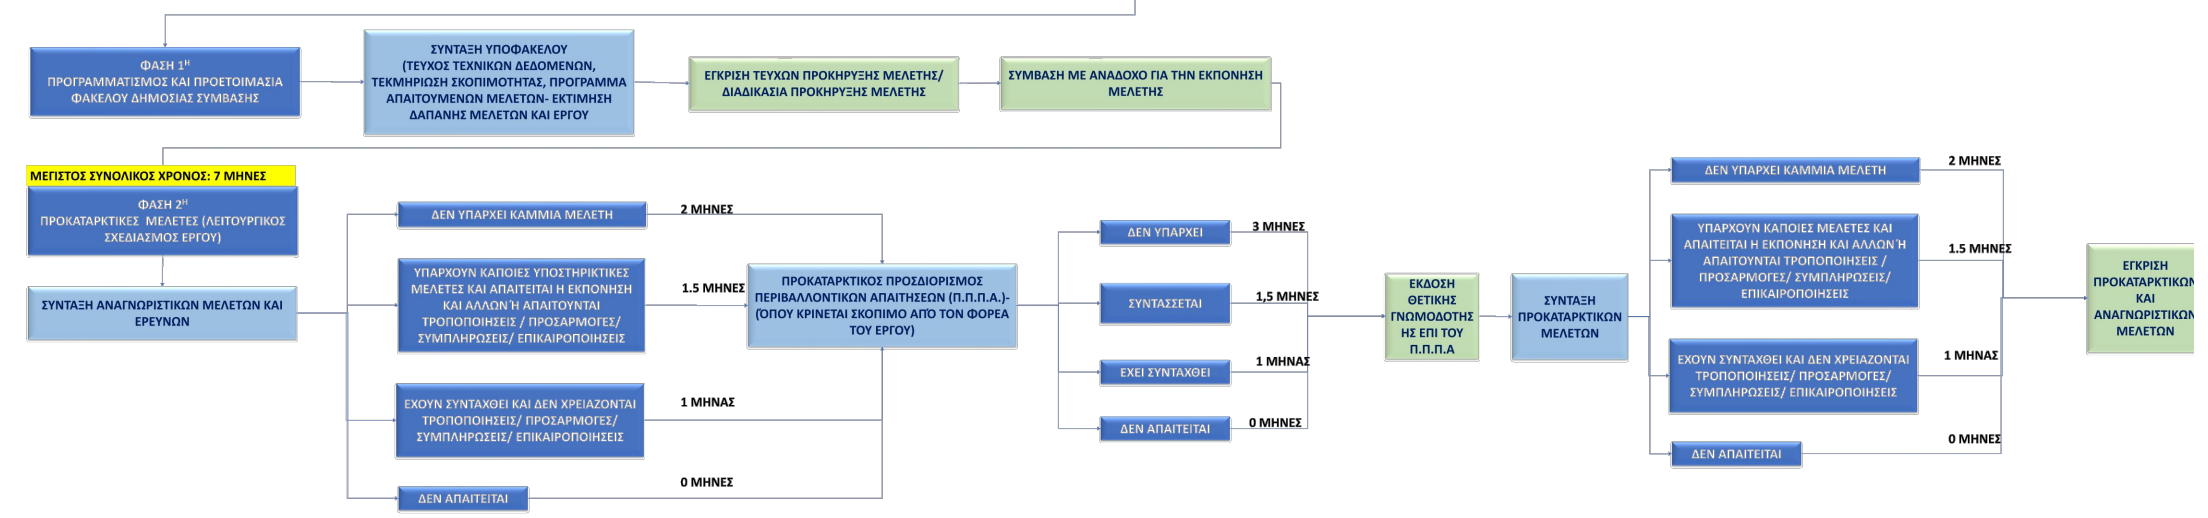 ΦΑΣΗ 1Η
ΠΡΟΓΡΑΜΜΑΤΙΣΜΟΣ ΚΑΙ ΠΡΟΕΤΟΙΜΑΣΙΑ
ΦΑΚΕΛΟΥ ΔΗΜΟΣΙΑΣ ΣΥΜΒΑΣΗΣ
ΣΥΝΤΑΞΗ ΥΠΟΦΑΚΕΛΟΥ
(ΤΕΥΧΟΣ ΤΕΧΝΙΚΩΝ ΔΕΔΟΜΕΝΩΝ,
ΤΕΚΜΗΡΙΩΣΗ ΣΚΟΠΙΜΟΤΗΤΑΣ, ΠΡΟΓΡΑΜΜΑ
ΑΠΑΙΤΟΥΜΕΝΩΝ ΜΕΛΕΤΩΝ- ΕΚΤΙΜΗΣΗ
ΔΑΠΑΝΗΣ ΜΕΛΕΤΩΝ ΚΑΙ ΕΡΓΟΥ
ΕΓΚΡΙΣΗ ΤΕΥΧΩΝ ΠΡΟΚΗΡΥΞΗΣ ΜΕΛΕΤΗΣ/
ΔΙΑΔΙΚΑΣΙΑ ΠΡΟΚΗΡΥΞΗΣ ΜΕΛΕΤΗΣ
ΣΥΜΒΑΣΗ ΜΕ ΑΝΑΔΟΧΟ ΓΙΑ ΤΗΝ ΕΚΠΟΝΗΣΗ
ΜΕΛΕΤΗΣ
ΜΕΓΙΣΤΟΣ ΣΥΝΟΛΙΚΟΣ ΧΡΟΝΟΣ: 7 ΜΗΝΕΣ
ΦΑΣΗ 2Η
ΠΡΟΚΑΤΑΡΚΤΙΚΕΣ ΜΕΛΕΤΕΣ (ΛΕΙΤΟΥΡΓΙΚΟΣ
ΣΧΕΔΙΑΣΜΟΣ ΕΡΓΟΥ)
ΣΥΝΤΑΞΗ ΑΝΑΓΝΩΡΙΣΤΙΚΩΝ ΜΕΛΕΤΩΝ ΚΑΙ
ΕΡΕΥΝΩΝ
ΔΕΝ ΥΠΑΡΧΕΙ ΚΑΜΜΙΑ ΜΕΛΕΤΗ
2 ΜΗΝΕΣ
ΥΠΑΡΧΟΥΝ ΚΑΠΟΙΕΣ ΥΠΟΣΤΗΡΙΚΤΙΚΕΣ
ΜΕΛΕΤΕΣ ΚΑΙ ΑΠΑΙΤΕΙΤΑΙ Η ΕΚΠΟΝΗΣΗ
ΚΑΙ ΑΛΛΩΝ Ή ΑΠΑΙΤΟΥΝΤΑΙ
ΤΡΟΠΟΠΟΙΗΣΕΙΣ / ΠΡΟΣΑΡΜΟΓΕΣ/
ΣΥΜΠΛΗΡΩΣΕΙΣ/ ΕΠΙΚΑΙΡΟΠΟΙΗΣΕΙΣ
1.5 ΜΗΝΕΣ
ΕΧΟΥΝ ΣΥΝΤΑΧΘΕΙ ΚΑΙ ΔΕΝ ΧΡΕΙΑΖΟΝΤΑΙ
ΤΡΟΠΟΠΟΙΗΣΕΙΣ/ ΠΡΟΣΑΡΜΟΓΕΣ/
ΣΥΜΠΛΗΡΩΣΕΙΣ/ ΕΠΙΚΑΙΡΟΠΟΙΗΣΕΙΣ
1 ΜΗΝΑΣ
ΔΕΝ ΑΠΑΙΤΕΙΤΑΙ
0 ΜΗΝΕΣ
ΠΡΟΚΑΤΑΡΚΤΙΚΟΣ ΠΡΟΣΔΙΟΡΙΣΜΟΣ
ΠΕΡΙΒΑΛΛΟΝΤΙΚΩΝ ΑΠΑΙΤΗΣΕΩΝ (Π.Π.Π.Α.)-
(ΌΠΟΥ ΚΡΙΝΕΤΑΙ ΣΚΟΠΙΜΟ ΑΠΌ ΤΟΝ ΦΟΡΕΑ
ΤΟΥ ΕΡΓΟΥ)
ΔΕΝ ΥΠΑΡΧΕΙ
3 ΜΗΝΕΣ
ΣΥΝΤΑΣΣΕΤΑΙ
1,5 ΜΗΝΕΣ
ΕΧΕΙ ΣΥΝΤΑΧΘΕΙ
1 ΜΗΝΑΣ
ΔΕΝ ΑΠΑΙΤΕΙΤΑΙ
0 ΜΗΝΕΣ
ΕΚΔΟΣΗ
ΘΕΤΙΚΗΣ
ΓΝΩΜΟΔΟΤΗΣ
ΗΣ ΕΠΙ ΤΟΥ
Π.Π.Π.Α
ΣΥΝΤΑΞΗ
ΠΡΟΚΑΤΑΡΚΤΙΚΩΝ
ΜΕΛΕΤΩΝ
ΔΕΝ ΥΠΑΡΧΕΙ ΚΑΜΜΙΑ ΜΕΛΕΤΗ
2 ΜΗΝΕΣ
ΥΠΑΡΧΟΥΝ ΚΑΠΟΙΕΣ ΜΕΛΕΤΕΣ ΚΑΙ
ΑΠΑΙΤΕΙΤΑΙ Η ΕΚΠΟΝΗΣΗ ΚΑΙ ΑΛΛΩΝ Ή
ΑΠΑΙΤΟΥΝΤΑΙ ΤΡΟΠΟΠΟΙΗΣΕΙΣ /
ΠΡΟΣΑΡΜΟΓΕΣ/ ΣΥΜΠΛΗΡΩΣΕΙΣ/
ΕΠΙΚΑΙΡΟΠΟΙΗΣΕΙΣ
1.5 ΜΗΝΕΣ
ΕΧΟΥΝ ΣΥΝΤΑΧΘΕΙ ΚΑΙ ΔΕΝ ΧΡΕΙΑΖΟΝΤΑΙ
ΤΡΟΠΟΠΟΙΗΣΕΙΣ/ ΠΡΟΣΑΡΜΟΓΕΣ/
ΣΥΜΠΛΗΡΩΣΕΙΣ/ ΕΠΙΚΑΙΡΟΠΟΙΗΣΕΙΣ
1 ΜΗΝΑΣ
ΔΕΝ ΑΠΑΙΤΕΙΤΑΙ
0 ΜΗΝΕΣ
ΕΓΚΡΙΣΗ
ΠΡΟΚΑΤΑΡΚΤΙΚΩΝ
ΚΑΙ
ΑΝΑΓΝΩΡΙΣΤΙΚΩΝ
ΜΕΛΕΤΩΝ